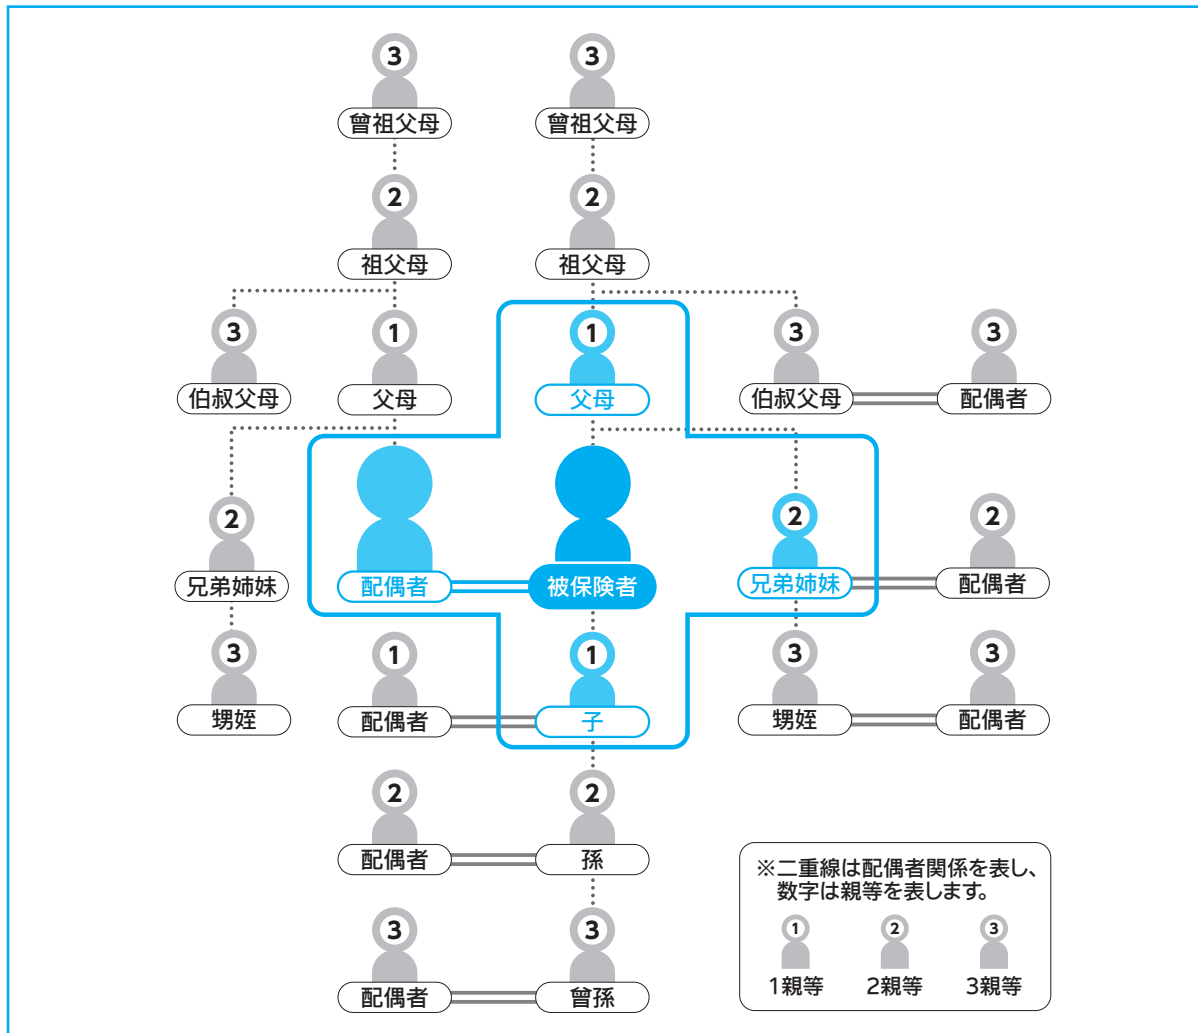 3 3
曾祖父母 曾祖父母
2 2
祖父母 祖父母
3 1 1 3 3
伯叔父母 父母 父母 伯叔父母 配偶者
2 2 2
兄弟姉妹 配偶者 被保険者 兄弟姉妹 配偶者
3 1 1 3 3
甥姪 配偶者 子 甥姪 配偶者
2 2
配偶者 孫
3 3
配偶者 曾孫
※二重線は配偶者関係を表し、
数字は親等を表します。
1 2 3
1親等 2親等 3親等